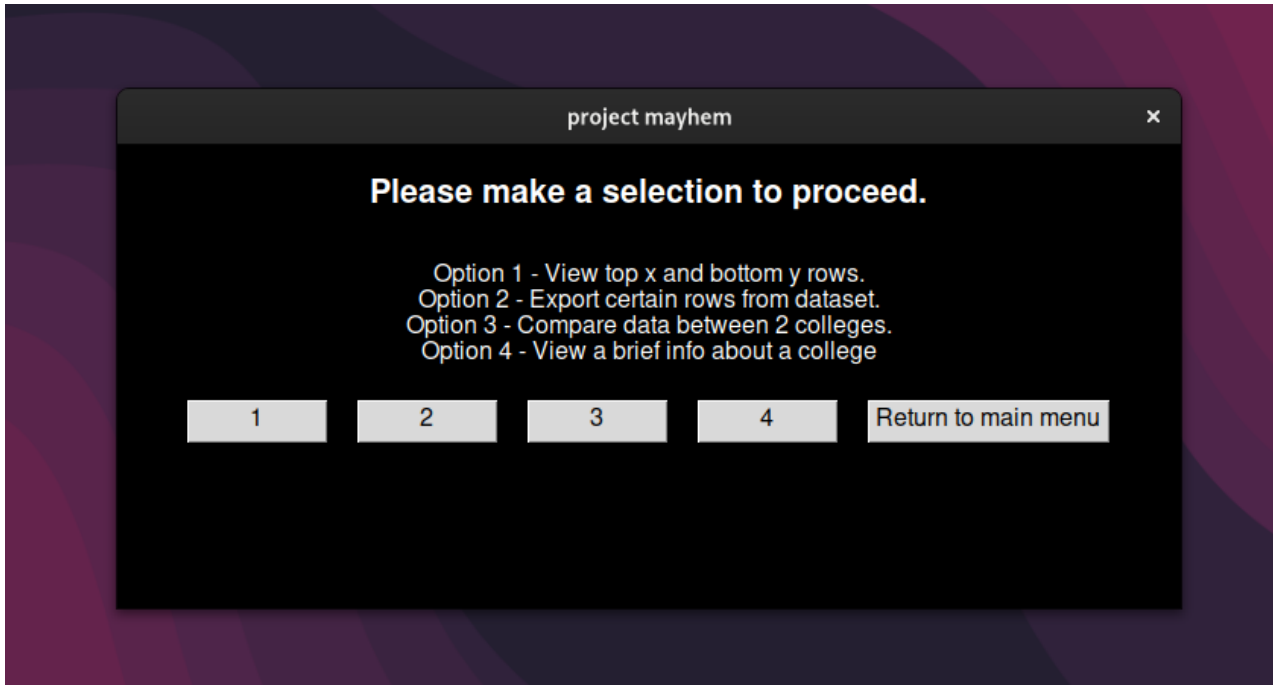 project mayhem ×
Please make a selection to proceed.
Option 1 - View top x and bottom y rows.
Option 2 - Export certain rows from dataset.
Option 3 - Compare data between 2 colleges.
Option 4 - View a brief info about a college
1 2 3 4 Return to main menu